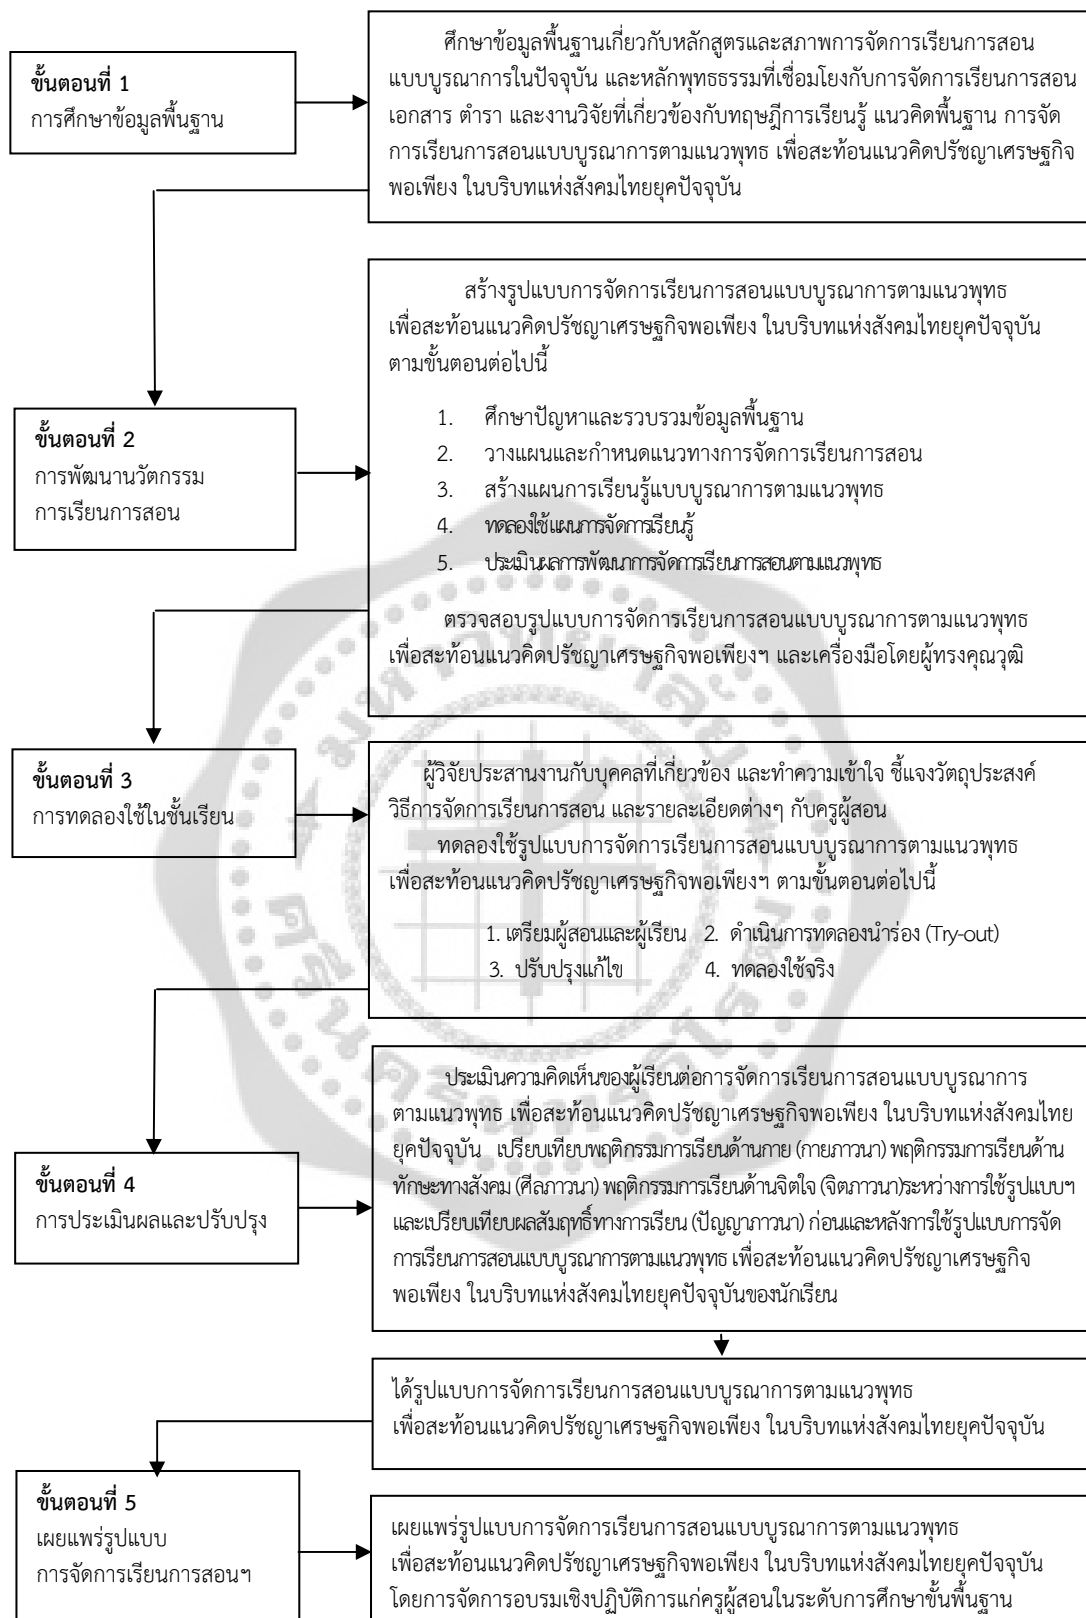 ขั้นตอนที่ 1
การศึกษาข้อมูลพื้นฐาน
ศึกษาข้อมูลพื้นฐานเกี่ยวกับหลักสูตรและสภาพการจัดการเรียนการสอน
แบบบูรณาการในปัจจุบัน และหลักพุทธธรรมที่เชื่อมโยงกับการจัดการเรียนการสอน
เอกสาร ตำรา และงานวิจัยที่เกี่ยวข้องกับทฤษฎีการเรียนรู้ แนวคิดพื้นฐาน การจัด
การเรียนการสอนแบบบูรณาการตามแนวพุทธ เพื่อสะท้อนแนวคิดปรัชญาเศรษฐกิจ
พอเพียง ในบริบทแห่งสังคมไทยยุคปัจจุบัน
ขั้นตอนที่ 2
การพัฒนานวัตกรรม
การเรียนการสอน
สร้างรูปแบบการจัดการเรียนการสอนแบบบูรณาการตามแนวพุทธ
เพื่อสะท้อนแนวคิดปรัชญาเศรษฐกิจพอเพียง ในบริบทแห่งสังคมไทยยุคปัจจุบัน
ตามขั้นตอนต่อไปนี้
1. ศึกษาปัญหาและรวบรวมข้อมูลพื้นฐาน
2. วางแผนและกำหนดแนวทางการจัดการเรียนการสอน
3. สร้างแผนการเรียนรู้แบบบูรณาการตามแนวพุทธ
4. ทดลองใช้แผนการจัดการเรียนรู้
5. ประเมินผลการพัฒนาการจัดการเรียนการสอนตามแนวพุทธ
ตรวจสอบรูปแบบการจัดการเรียนการสอนแบบบูรณาการตามแนวพุทธ
เพื่อสะท้อนแนวคิดปรัชญาเศรษฐกิจพอเพียงฯ และเครื่องมือโดยผู้ทรงคุณวุฒิ
ขั้นตอนที่ 3
การทดลองใช้ในชั้นเรียน
ผู้วิจัยประสานงานกับบุคคลที่เกี่ยวข้อง และทำความเข้าใจ ชี้แจงวัตถุประสงค์
วิธีการจัดการเรียนการสอน และรายละเอียดต่างๆ กับครูผู้สอน
ทดลองใช้รูปแบบการจัดการเรียนการสอนแบบบูรณาการตามแนวพุทธ
เพื่อสะท้อนแนวคิดปรัชญาเศรษฐกิจพอเพียงฯ ตามขั้นตอนต่อไปนี้
1. เตรียมผู้สอนและผู้เรียน 2. ดำเนินการทดลองนำร่อง (Try-out)
3. ปรับปรุงแก้ไข 4. ทดลองใช้จริง
ขั้นตอนที่ 4
การประเมินผลและปรับปรุง
ประเมินความคิดเห็นของผู้เรียนต่อการจัดการเรียนการสอนแบบบูรณาการ
ตามแนวพุทธ เพื่อสะท้อนแนวคิดปรัชญาเศรษฐกิจพอเพียง ในบริบทแห่งสังคมไทย
ยุคปัจจุบัน เปรียบเทียบพฤติกรรมการเรียนด้านกาย (กายภาวนา) พฤติกรรมการเรียนด้าน
ทักษะทางสังคม (ศีลภาวนา) พฤติกรรมการเรียนด้านจิตใจ (จิตภาวนา)ระหว่างการใช้รูปแบบฯ
และเปรียบเทียบผลสัมฤทธิ์ทางการเรียน (ปัญญาภาวนา) ก่อนและหลังการใช้รูปแบบการจัด
การเรียนการสอนแบบบูรณาการตามแนวพุทธ เพื่อสะท้อนแนวคิดปรัชญาเศรษฐกิจ
พอเพียง ในบริบทแห่งสังคมไทยยุคปัจจุบันของนักเรียน
ได้รูปแบบการจัดการเรียนการสอนแบบบูรณาการตามแนวพุทธ
เพื่อสะท้อนแนวคิดปรัชญาเศรษฐกิจพอเพียง ในบริบทแห่งสังคมไทยยุคปัจจุบัน
ขั้นตอนที่ 5
เผยแพร่รูปแบบ
การจัดการเรียนการสอนฯ
เผยแพร่รูปแบบการจัดการเรียนการสอนแบบบูรณาการตามแนวพุทธ
เพื่อสะท้อนแนวคิดปรัชญาเศรษฐกิจพอเพียง ในบริบทแห่งสังคมไทยยุคปัจจุบัน
โดยการจัดการอบรมเชิงปฏิบัติการแก่ครูผู้สอนในระดับการศึกษาขั้นพื้นฐาน
มหาวิทยาลัย
ศรีนครินทรวิโรฒ